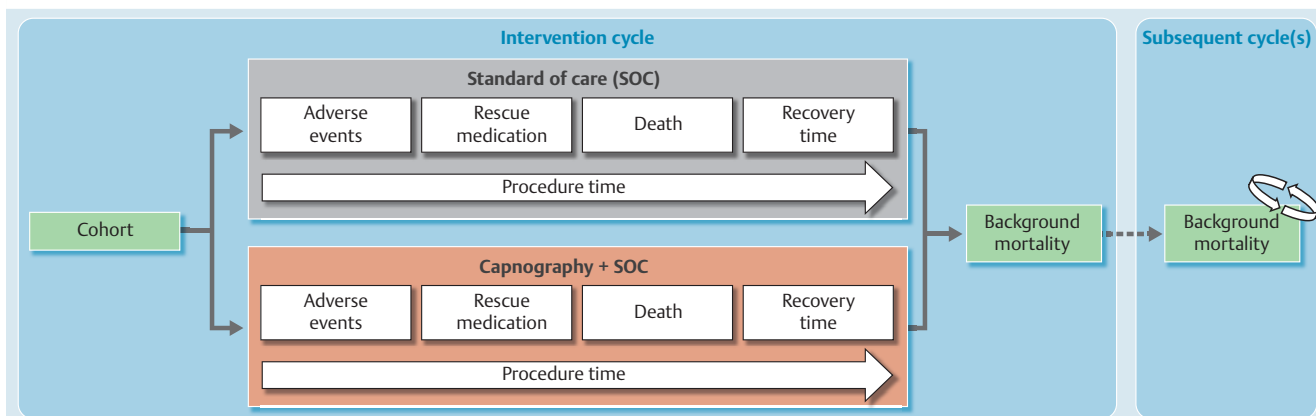 Intervention cycle
Subsequent cycle(s)
Standard of care (SOC)
Adverse
events
Rescue
medication
Death
Recovery
time
Procedure time
Cohort
Background
mortality
Background
mortality
Capnography + SOC
Adverse
events
Rescue
medication
Death
Recovery
time
Procedure time